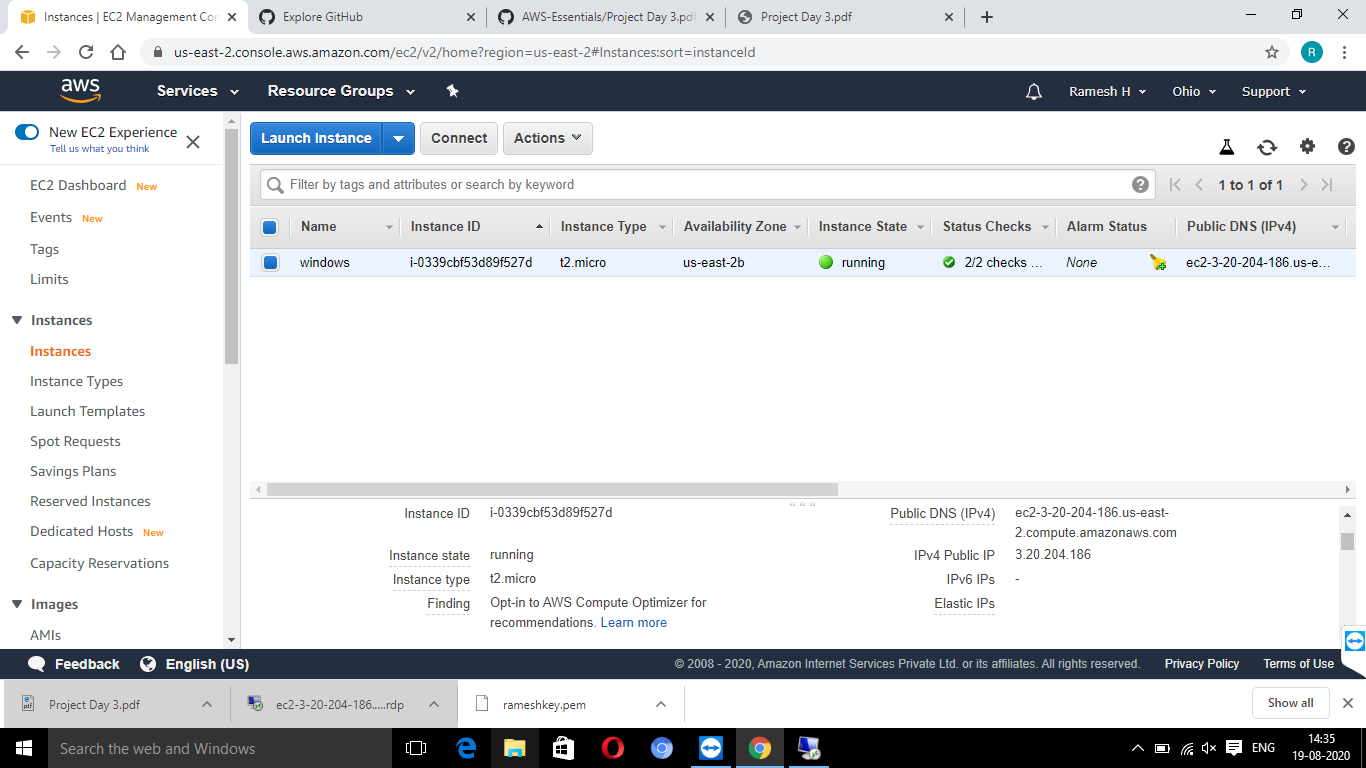 Instances | EC2 Management Con
Explore GitHub
AWS-Essentials/Project Day 3.pdf
Project Day 3.pdf
us-east-2.console.aws.amazon.com/ec2/v2/home?region=us-east-2#Instances:sort=instanceId
R
aws
Services
Resource Groups
Ramesh H
Ohio
Support
New EC2 Experience
Tell us what you think
Launch Instance
Connect
Actions
EC2 Dashboard New
Events New
Tags
Limits
Instances
Instances
Instance Types
Launch Templates
Spot Requests
Savings Plans
Reserved Instances
Dedicated Hosts New
Capacity Reservations
Images
AMIs
Filter by tags and attributes or search by keyword
1 to 1 of 1
Name Instance ID Instance Type Availability Zone Instance State Status Checks Alarm Status Public DNS (IPv4)
windows i-0339cbf53d89f527d t2.micro us-east-2b running 2/2 checks ... None ec2-3-20-204-186.us-e...
Instance ID i-0339cbf53d89f527d
Instance state running
Instance type t2.micro
Finding Opt-in to AWS Compute Optimizer for
recommendations. Learn more
Public DNS (IPv4) ec2-3-20-204-186.us-east-
2.compute.amazonaws.com
IPv4 Public IP 3.20.204.186
IPv6 IPs -
Elastic IPs
Feedback
English (US)
© 2008 - 2020, Amazon Internet Services Private Ltd. or its affiliates. All rights reserved.
Privacy Policy
Terms of Use
Project Day 3.pdf
ec2-3-20-204-186.....rdp
rameshkey.pem
Show all
Search the web and Windows
ENG
14:35
19-08-2020